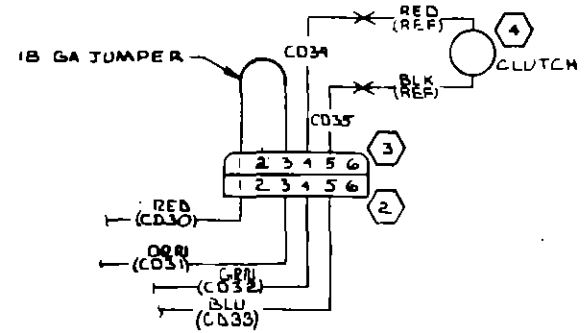 RED
(REF)
4
CLUTCH
18 GA JUMPER
CD34
BLK
(REF)
CD35
1 2 3 4 5 6
3
1 2 3 4 5 6
2
RED
(CD30)
ORN
(CD31)
GRN
(CD32)
BLU
(CD33)